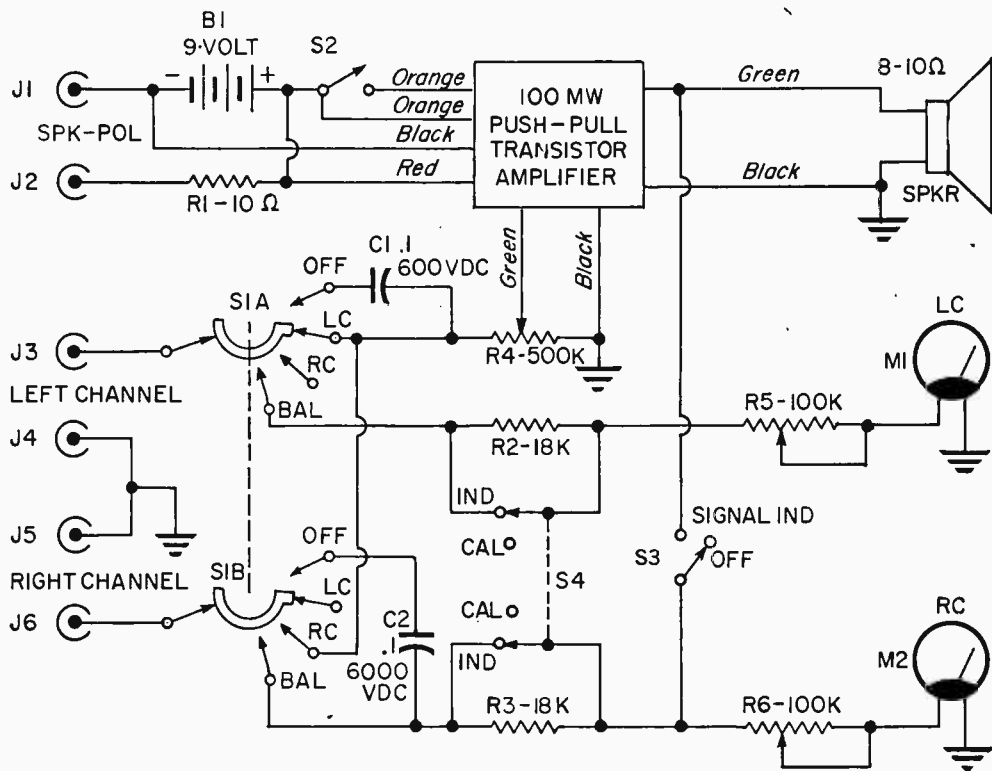 B1
9-VOLT
S2
-
+
J1
SPK-POL
J2
R1-10 Ω
Orange
Orange
Black
Red
100 MW
PUSH-PULL
TRANSISTOR
AMPLIFIER
Green
Black
8-10Ω
SPKR
Green
Black
C1 .1
600VDC
OFF
S1A
LC
RC
BAL
J3
LEFT CHANNEL
R4-500K
LC
M1
J4
R2-18K
R5-100K
J5
RIGHT CHANNEL
J6
IND
CAL
S4
CAL
IND
SIGNAL IND
S3
OFF
OFF
S1B
LC
RC
BAL
C2
.1
6000
VDC
R3-18K
R6-100K
RC
M2